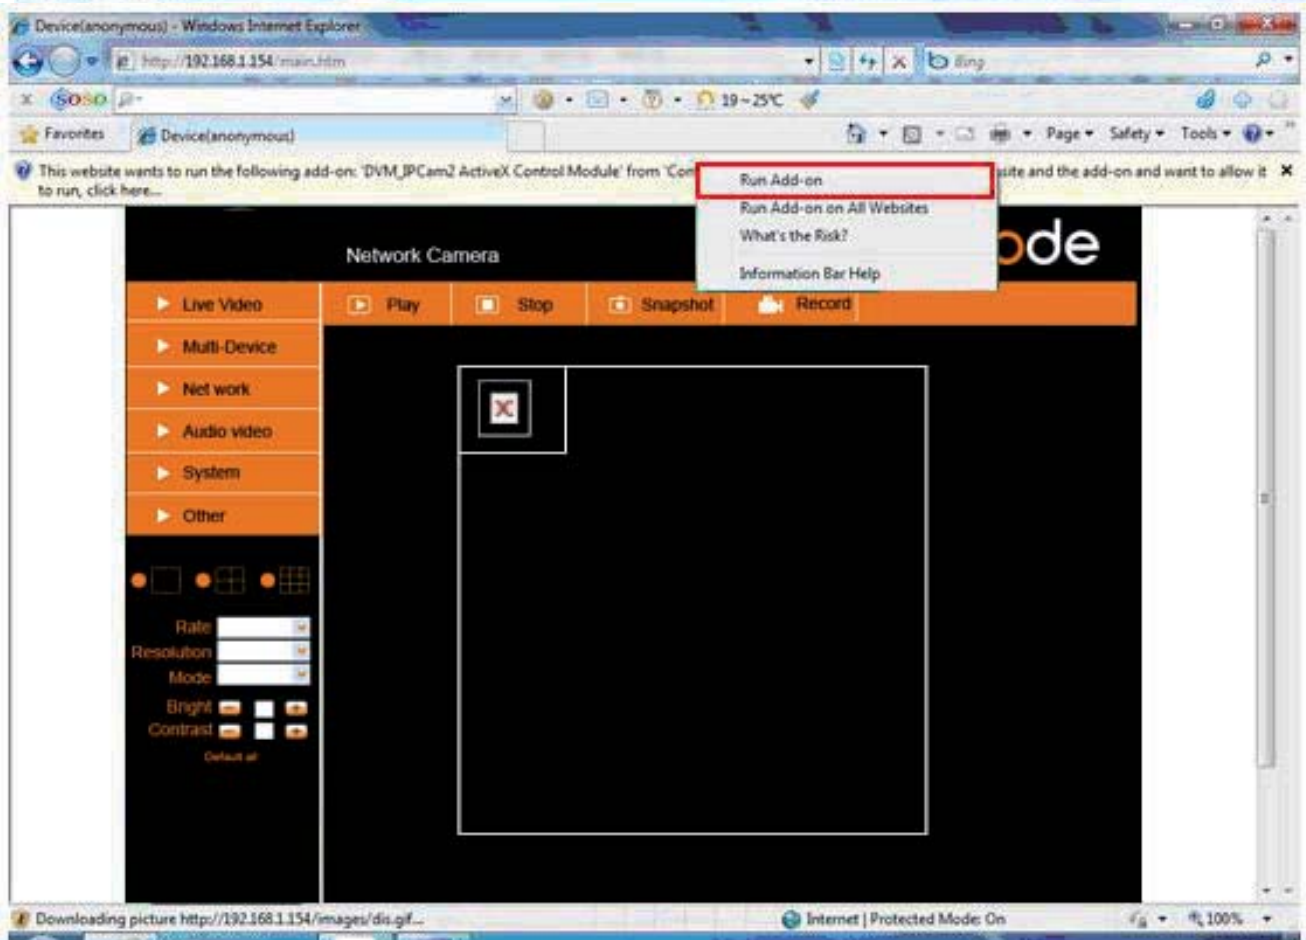 Device(anonymous) - Windows Internet Explorer
http://192.168.1.154/main.htm
Bing
x SOSO
19~25℃
Favorites
Device(anonymous)
Page
Safety
Tools
This website wants to run the following add-on: 'DVM_IPCam2 ActiveX Control Module' from 'Con
site and the add-on and want to allow it
to run, click here...
Run Add-on
Run Add-on on All Websites
What's the Risk?
Information Bar Help
Network Camera
ode
Live Video
Play
Stop
Snapshot
Record
Multi-Device
Net work
Audio video
System
Other
Rate
Resolution
Mode
Bright
Contrast
Default all
Downloading picture http://192.168.1.154/images/dis.gif...
Internet | Protected Mode: On
100%